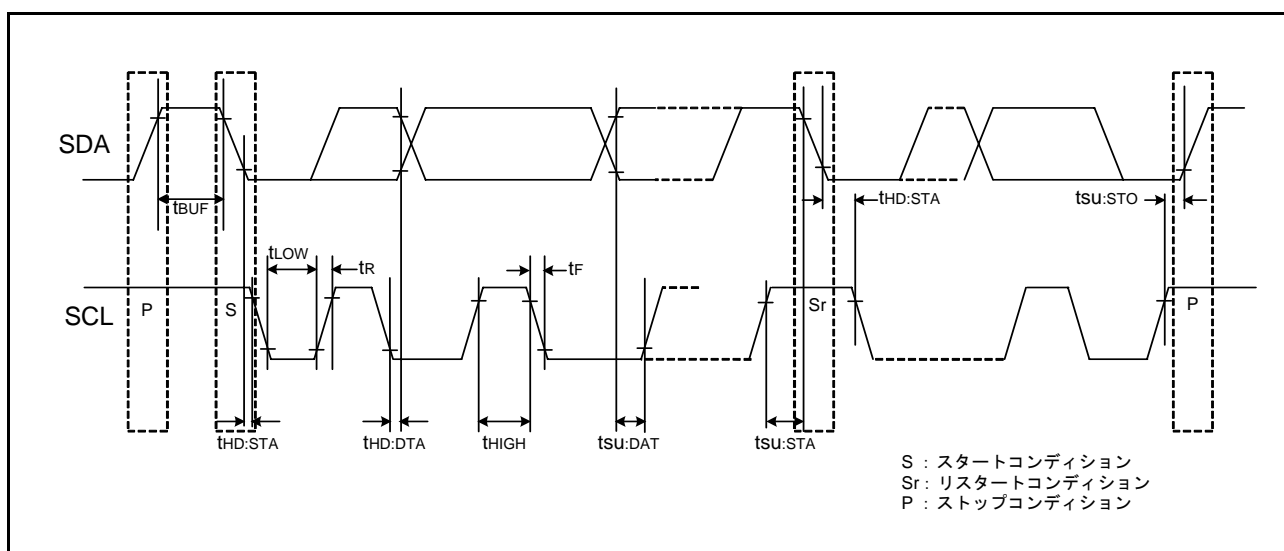 SDA
tBUF
tHD:STA
tsu:STO
tLOW
tR
tF
SCL
P
S
Sr
P
tHD:STA
tHD:DTA
tHIGH
tsu:DAT
tsu:STA
S : スタートコンディション
Sr : リスタートコンディション
P : ストップコンディション